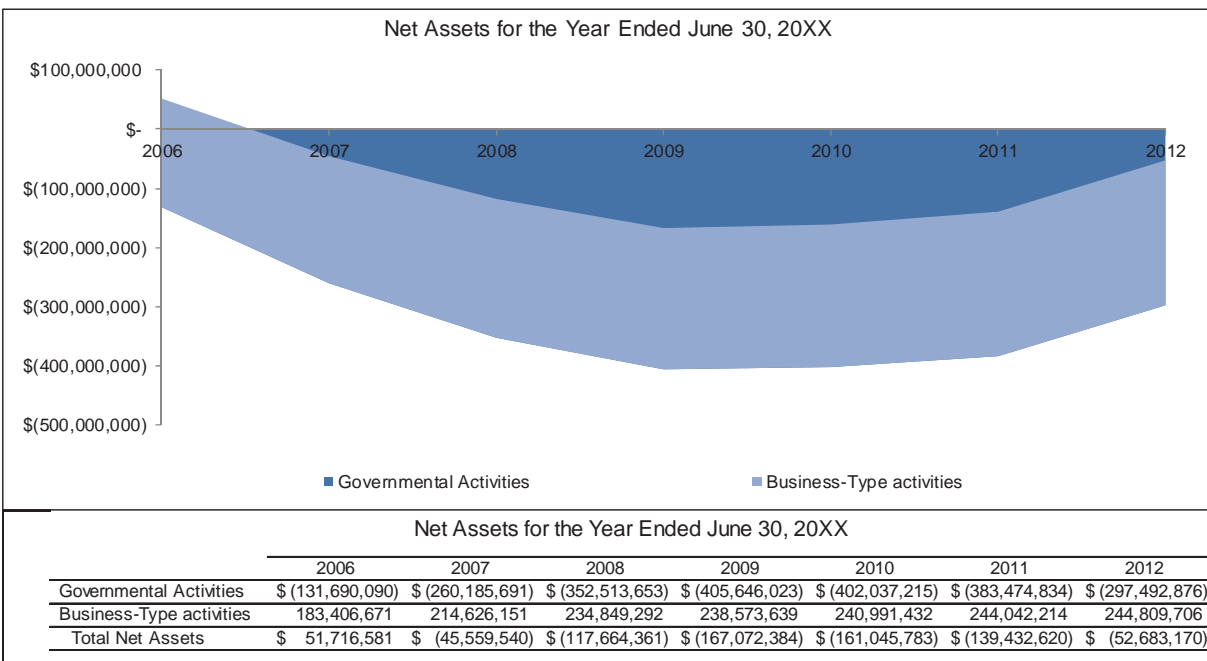 Net Assets for the Year Ended June 30, 20XX
$100,000,000
$-
2006 2007 2008 2009 2010 2011 2012
$(100,000,000)
$(200,000,000)
$(300,000,000)
$(400,000,000)
$(500,000,000)
Governmental Activities Business-Type activities
Net Assets for the Year Ended June 30, 20XX
2006 2007 2008 2009 2010 2011 2012
Governmental Activities $ (131,690,090) $ (260,185,691) $ (352,513,653) $ (405,646,023) $ (402,037,215) $ (383,474,834) $ (297,492,876)
Business-Type activities 183,406,671 214,626,151 234,849,292 238,573,639 240,991,432 244,042,214 244,809,706
Total Net Assets $ 51,716,581 $ (45,559,540) $ (117,664,361) $ (167,072,384) $ (161,045,783) $ (139,432,620) $ (52,683,170)